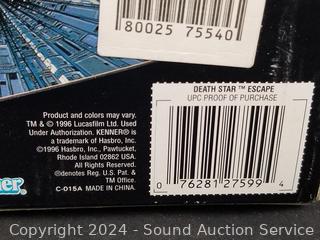 80025 75540
Product and colors may vary.
TM & © 1996 Lucasfilm Ltd. Used
Under Authorization. KENNER® is
a trademark of Hasbro, Inc.
©1996 Hasbro, Inc., Pawtucket,
Rhode Island 02862 USA.
All Rights Reserved.
®denotes Reg. U.S. Pat. &
TM Office.
C-015A MADE IN CHINA.
DEATH STAR™ ESCAPE
UPC PROOF OF PURCHASE
0 76281 27599 4
Copyright 2024 - Sound Auction Service